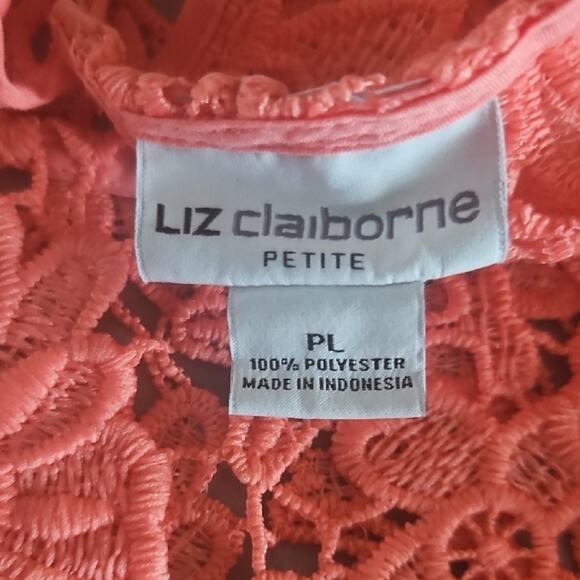 LIZ claiborne
PETITE
PL
100% POLYESTER
MADE IN INDONESIA